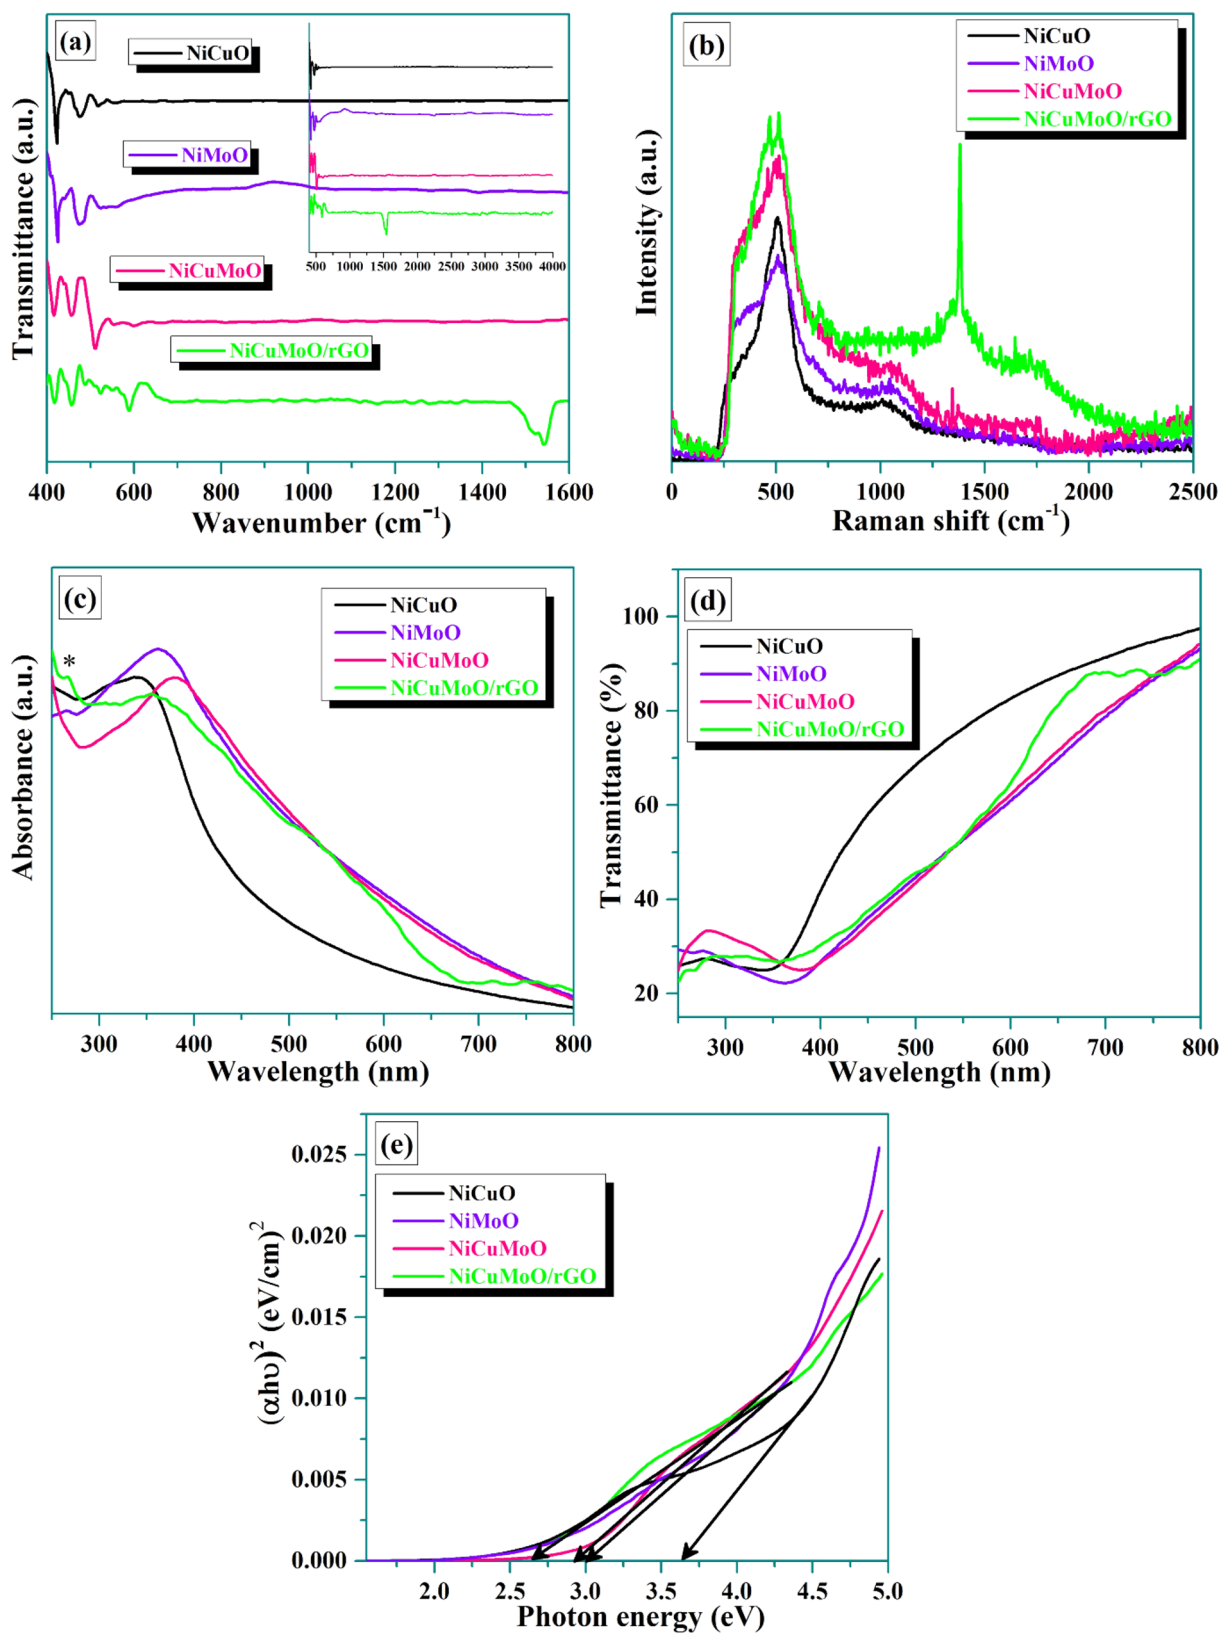 (a)
NiCuO
NiMoO
NiCuMoO
NiCuMoO/rGO
500 1000 1500 2000 2500 3000 3500 4000
Transmittance (a.u.)
400 600 800 1000 1200 1400 1600
Wavenumber (cm⁻¹)
(b)
NiCuO
NiMoO
NiCuMoO
NiCuMoO/rGO
Intensity (a.u.)
0 500 1000 1500 2000 2500
Raman shift (cm⁻¹)
(c)
NiCuO
NiMoO
NiCuMoO
NiCuMoO/rGO
*
Absorbance (a.u.)
300 400 500 600 700 800
Wavelength (nm)
(d)
NiCuO
NiMoO
NiCuMoO
NiCuMoO/rGO
Transmittance (%)
100
80
60
40
20
300 400 500 600 700 800
Wavelength (nm)
(e)
NiCuO
NiMoO
NiCuMoO
NiCuMoO/rGO
(αhυ)² (eV/cm)²
0.025
0.020
0.015
0.010
0.005
0.000
2.0 2.5 3.0 3.5 4.0 4.5 5.0
Photon energy (eV)